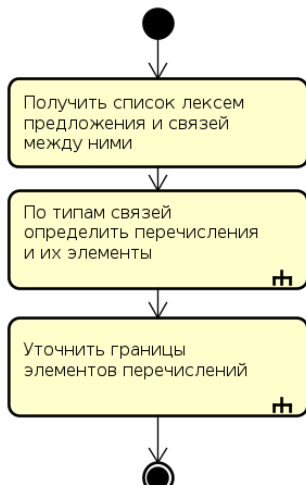 Получить список лексем
предложения и связей
между ними
По типам связей
определить перечисления
и их элементы
Уточнить границы
элементов перечислений